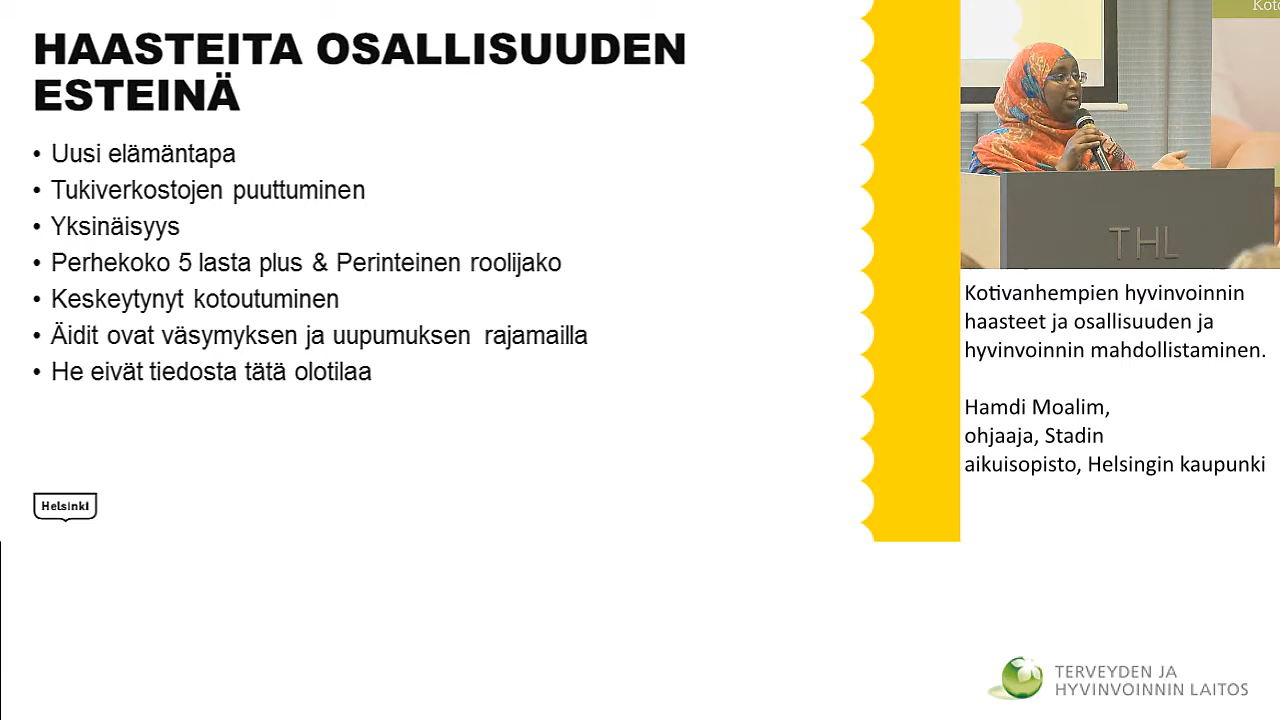 HAASTEITA OSALLISUUDEN
ESTEINÄ
• Uusi elämäntapa
• Tukiverkostojen puuttuminen
• Yksinäisyys
• Perhekoko 5 lasta plus & Perinteinen roolijako
• Keskeytynyt kotoutuminen
• Äidit ovat väsymyksen ja uupumuksen rajamailla
• He eivät tiedosta tätä olotilaa
Helsinki
THL
Kotivanhempien hyvinvoinnin
haasteet ja osallisuuden ja
hyvinvoinnin mahdollistaminen.
Hamdi Moalim,
ohjaaja, Stadin
aikuisopisto, Helsingin kaupunki
TERVEYDEN JA
HYVINVOINNIN LAITOS